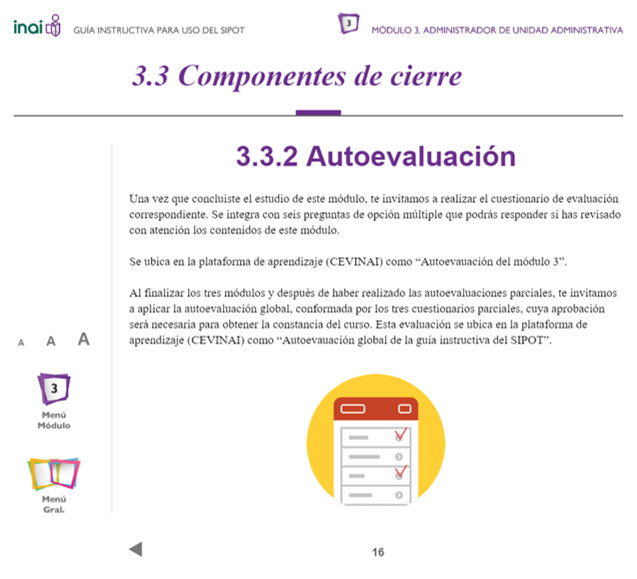 inai GUÍA INSTRUCTIVA PARA USO DEL SIPOT
3 MÓDULO 3. ADMINISTRADOR DE UNIDAD ADMINISTRATIVA
3.3 Componentes de cierre
3.3.2 Autoevaluación
Una vez que concluiste el estudio de este módulo, te invitamos a realizar el cuestionario de evaluación
correspondiente. Se integra con seis preguntas de opción múltiple que podrás responder si has revisado
con atención los contenidos de este módulo.
Se ubica en la plataforma de aprendizaje (CEVINAI) como “Autoevauación del módulo 3”.
Al finalizar los tres módulos y después de haber realizado las autoevaluaciones parciales, te invitamos
a aplicar la autoevaluación global, conformada por los tres cuestionarios parciales, cuya aprobación
será necesaria para obtener la constancia del curso. Esta evaluación se ubica en la plataforma de
aprendizaje (CEVINAI) como “Autoevauación global de la guía instructiva del SIPOT”.
A A A
3
Menú
Módulo
Menú
Gral.
16